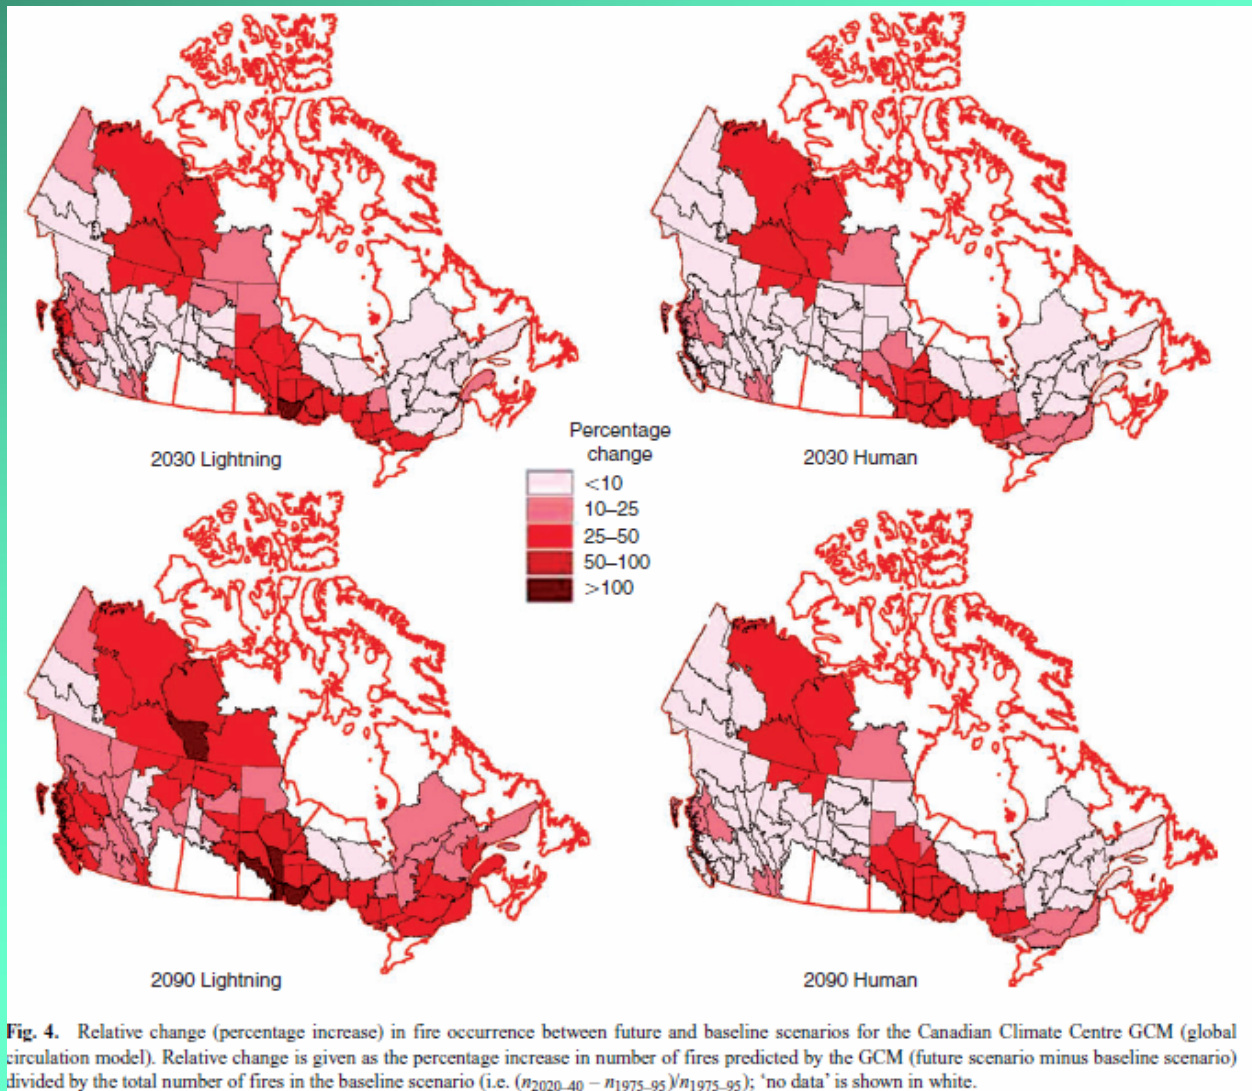 2030 Lightning
2030 Human
Percentage
change
<10
10–25
25–50
50–100
>100
2090 Lightning
2090 Human
Fig. 4. Relative change (percentage increase) in fire occurrence between future and baseline scenarios for the Canadian Climate Centre GCM (global
circulation model). Relative change is given as the percentage increase in number of fires predicted by the GCM (future scenario minus baseline scenario)
divided by the total number of fires in the baseline scenario (i.e. (n2020–40 − n1975–95)/n1975–95); ‘no data’ is shown in white.